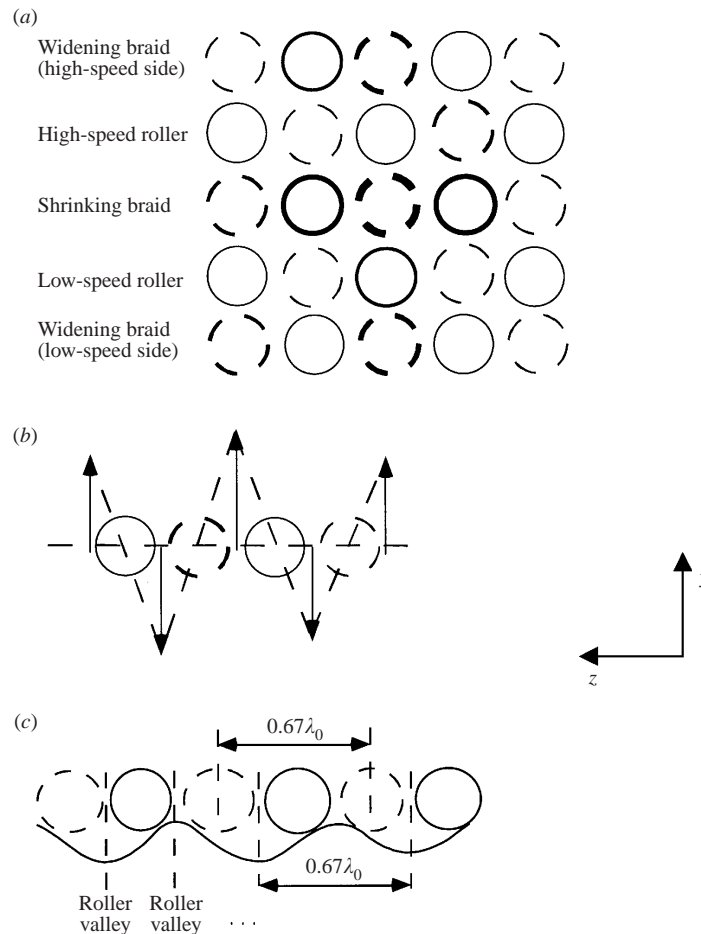 (a)
Widening braid
(high-speed side)
High-speed roller
Shrinking braid
Low-speed roller
Widening braid
(low-speed side)
(b)
z
(c)
0.67λ₀
0.67λ₀
Roller
valley
Roller
valley
· · ·